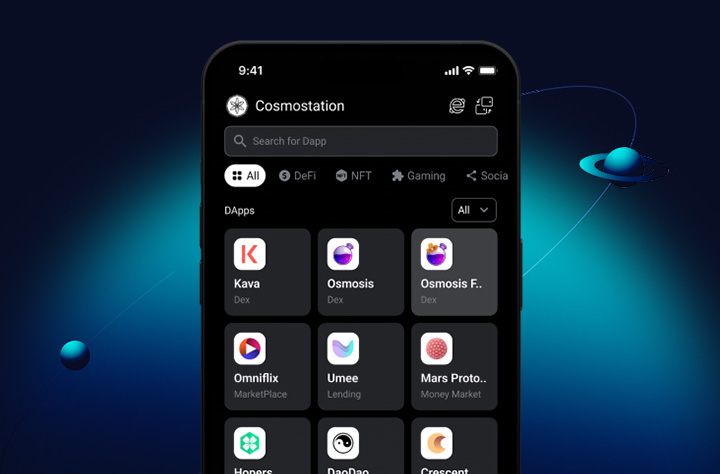 9:41
Cosmostation
Search for Dapp
All DeFi NFT Gaming Socia
DApps All
Kava Osmosis Osmosis F..
Dex Dex Dex
Omniflix Umee Mars Proto..
MarketPlace Lending Money Market
Hopers DaoDao Crescent